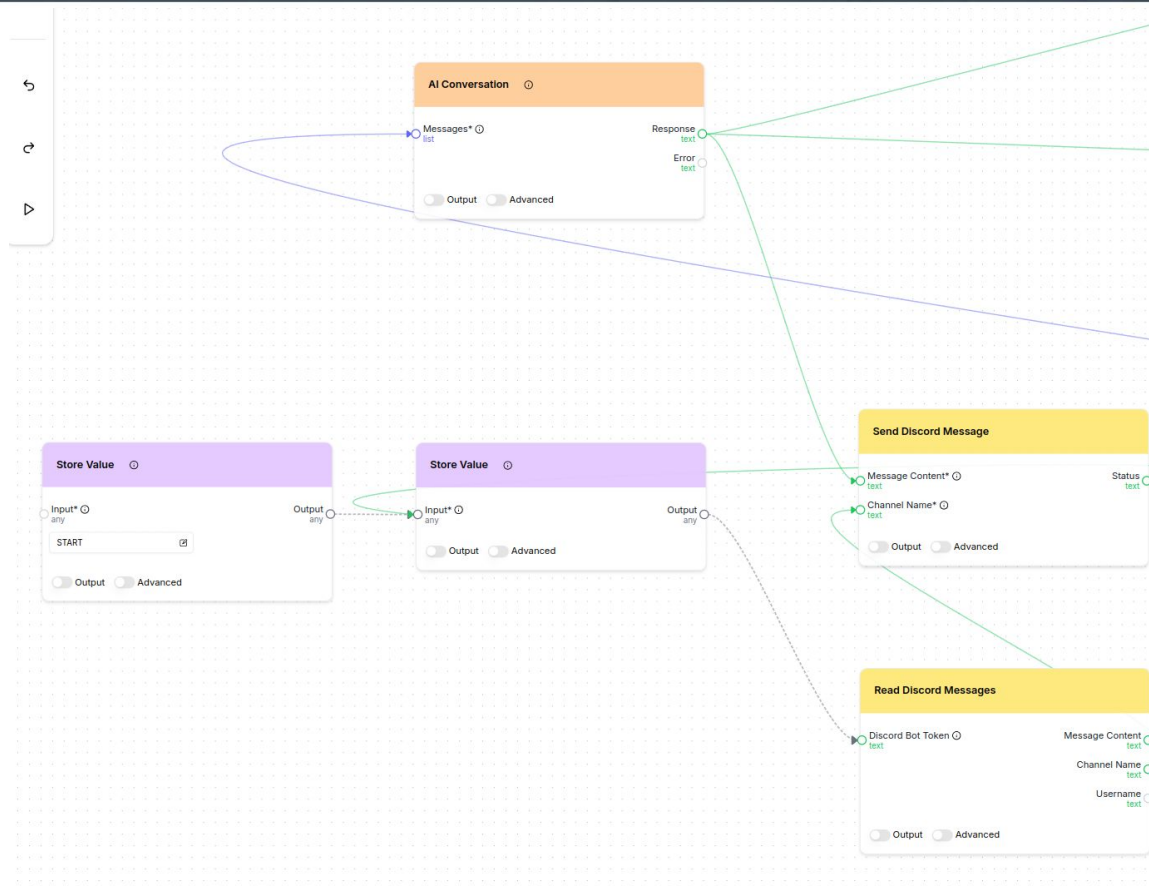 AI Conversation
Messages*
list
Response
text
Error
text
Output
Advanced
Store Value
Input*
any
Output
any
START
Output
Advanced
Store Value
Input*
any
Output
any
Output
Advanced
Send Discord Message
Message Content*
text
Status
text
Channel Name*
text
Output
Advanced
Read Discord Messages
Discord Bot Token
text
Message Content
text
Channel Name
text
Username
text
Output
Advanced